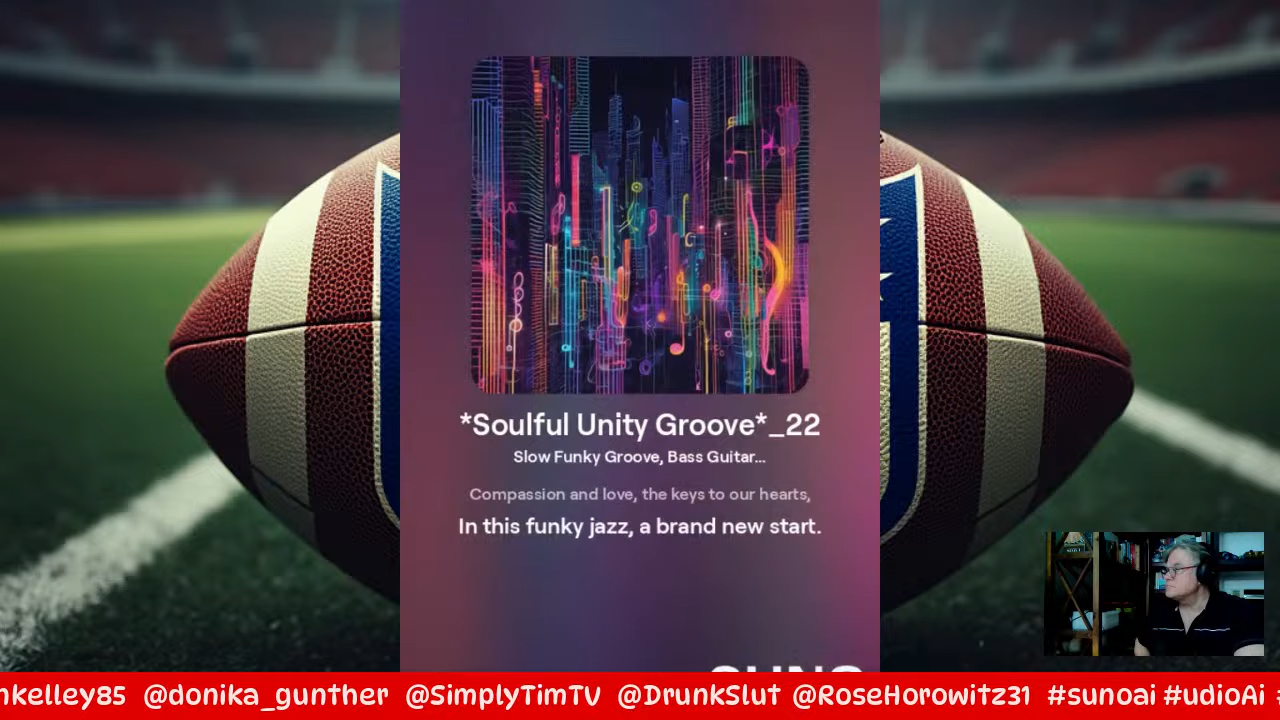 *Soulful Unity Groove*_22
Slow Funky Groove, Bass Guitar...
Compassion and love, the keys to our hearts,
In this funky jazz, a brand new start.
nkelley85 @donika_gunther @SimplyTimTV @DrunkSlut @RoseHorowitz31 #sunoai #udioAi